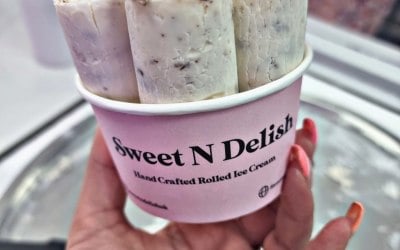 Sweet N Delish
Hand Crafted Rolled Ice Cream